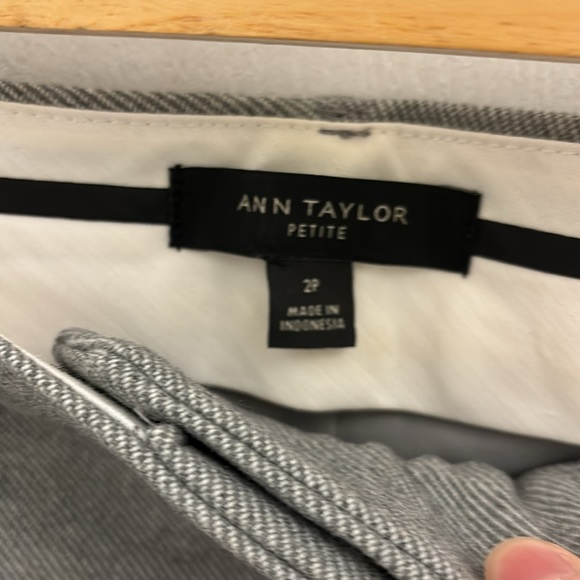 ANN TAYLOR
PETITE
2P
MADE IN
INDONESIA